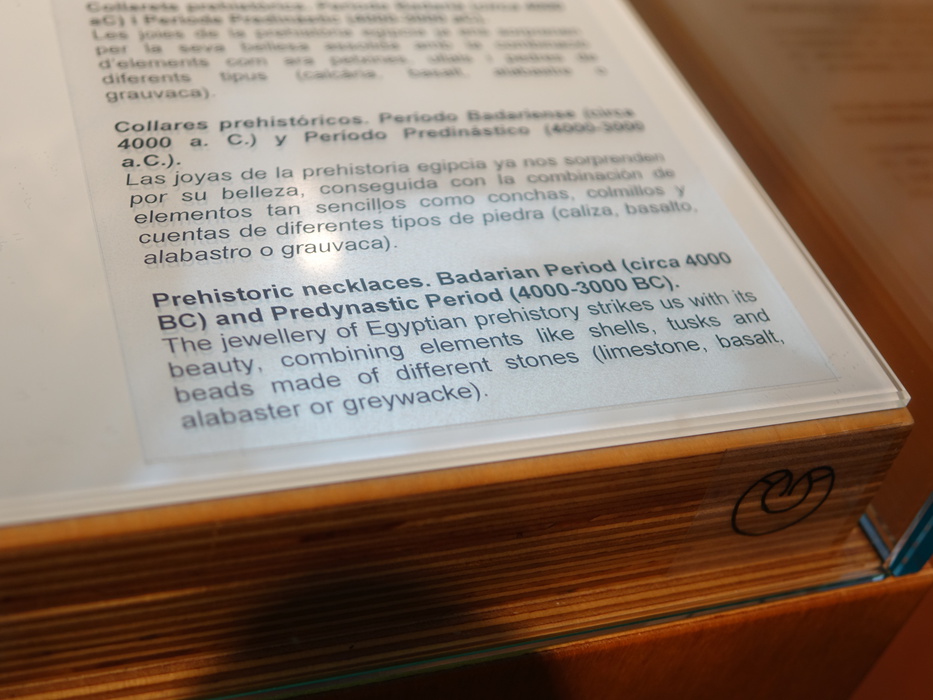 Collarets prehistòrics. Període Badarià (circa 4000
aC) i Període Predinàstic (4000-3000 aC).
Les joies de la prehistòria egípcia ja ens sorprenen
per la seva bellesa assolida amb la combinació
d'elements com ara petxines, ullals i pedres de
diferents tipus (calcària, basalt, alabastre o
grauvaca).
Collares prehistóricos. Periodo Badariense (circa
4000 a. C.) y Periodo Predinástico (4000-3000
a.C.).
Las joyas de la prehistoria egipcia ya nos sorprenden
por su belleza, conseguida con la combinación de
elementos tan sencillos como conchas, colmillos y
cuentas de diferentes tipos de piedra (caliza, basalto,
alabastro o grauvaca).
Prehistoric necklaces. Badarian Period (circa 4000
BC) and Predynastic Period (4000-3000 BC).
The jewellery of Egyptian prehistory strikes us with its
beauty, combining elements like shells, tusks and
beads made of different stones (limestone, basalt,
alabaster or greywacke).